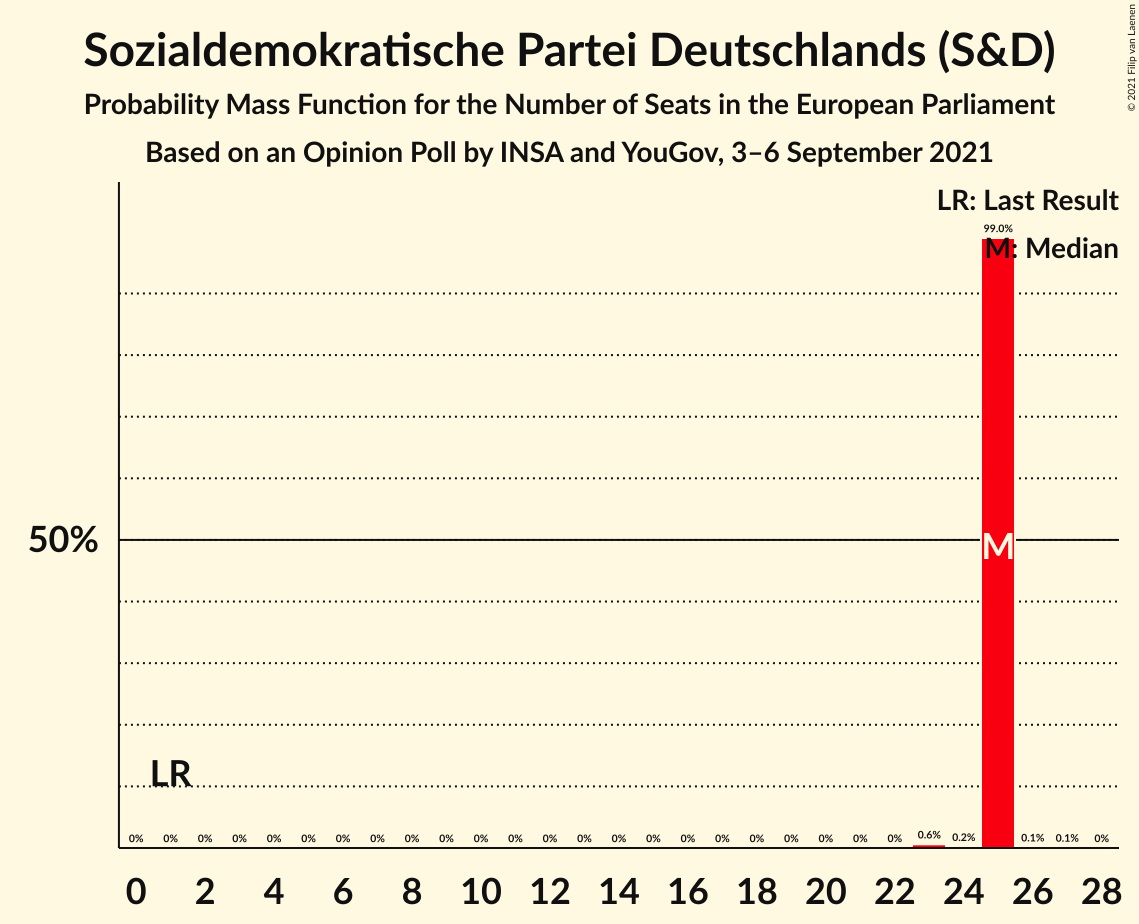 Sozialdemokratische Partei Deutschlands (S&D)
Probability Mass Function for the Number of Seats in the European Parliament
Based on an Opinion Poll by INSA and YouGov, 3–6 September 2021
© 2021 Filip van Laenen
LR: Last Result
99.0%
M: Median
50%
M
LR
0% 0% 0% 0% 0% 0% 0% 0% 0% 0% 0% 0% 0% 0% 0% 0% 0% 0% 0% 0% 0% 0% 0% 0.6% 0.2% 0.1% 0.1% 0%
0 2 4 6 8 10 12 14 16 18 20 22 24 26 28